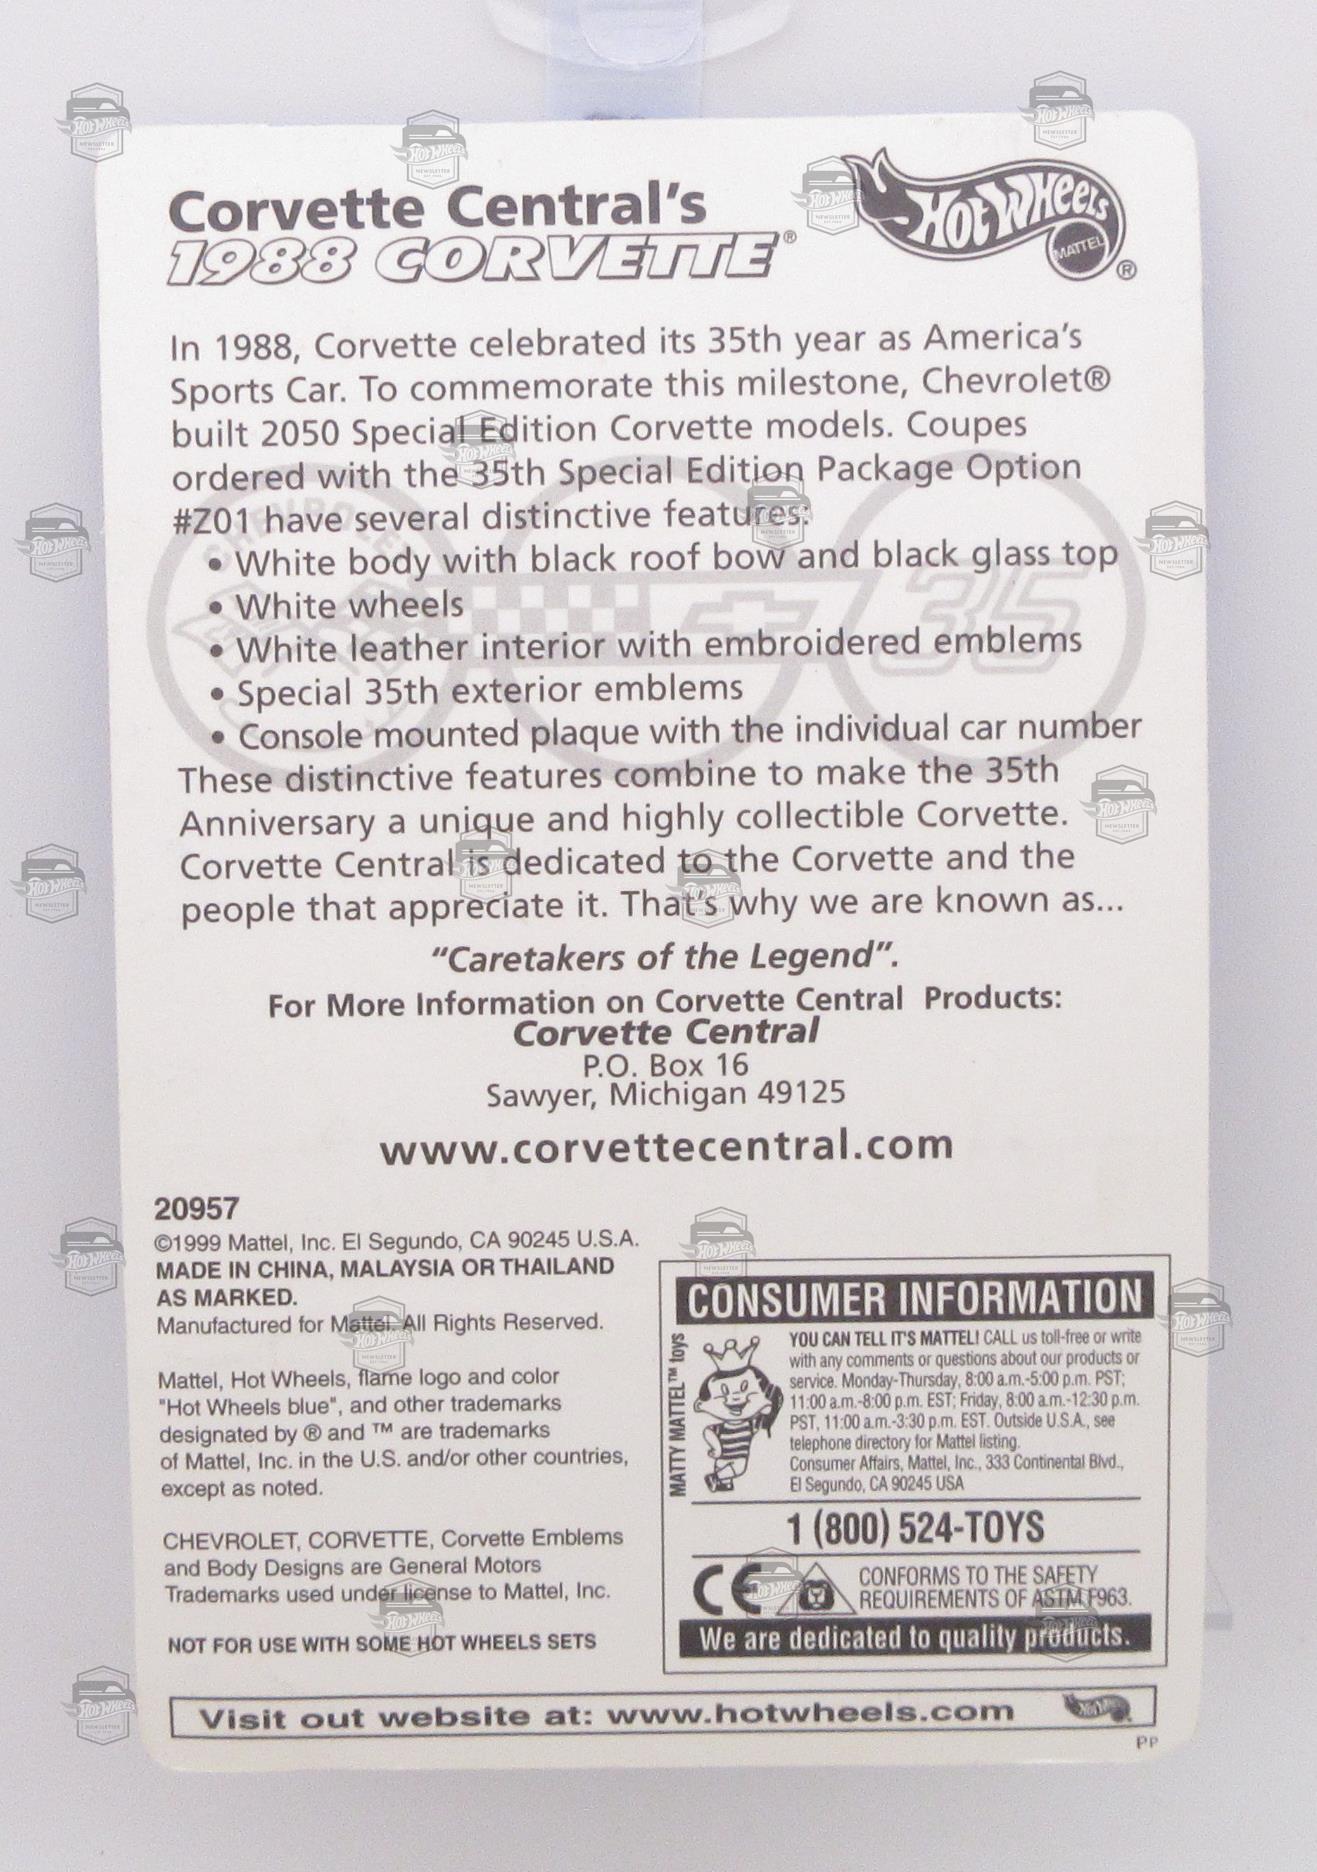 Corvette Central's
1988 CORVETTE®
HOT WHEELS
MATTEL
®
In 1988, Corvette celebrated its 35th year as America's
Sports Car. To commemorate this milestone, Chevrolet®
built 2050 Special Edition Corvette models. Coupes
ordered with the 35th Special Edition Package Option
#Z01 have several distinctive features:
• White body with black roof bow and black glass top
• White wheels
• White leather interior with embroidered emblems
• Special 35th exterior emblems
• Console mounted plaque with the individual car number
These distinctive features combine to make the 35th
Anniversary a unique and highly collectible Corvette.
Corvette Central is dedicated to the Corvette and the
people that appreciate it. That's why we are known as...
"Caretakers of the Legend".
For More Information on Corvette Central Products:
Corvette Central
P.O. Box 16
Sawyer, Michigan 49125
www.corvettecentral.com
CHEVROLET
35
20957
©1999 Mattel, Inc. El Segundo, CA 90245 U.S.A.
MADE IN CHINA, MALAYSIA OR THAILAND
AS MARKED.
Manufactured for Mattel. All Rights Reserved.
Mattel, Hot Wheels, flame logo and color
"Hot Wheels blue", and other trademarks
designated by ® and ™ are trademarks
of Mattel, Inc. in the U.S. and/or other countries,
except as noted.
CHEVROLET, CORVETTE, Corvette Emblems
and Body Designs are General Motors
Trademarks used under license to Mattel, Inc.
NOT FOR USE WITH SOME HOT WHEELS SETS
CONSUMER INFORMATION
MATTY MATTEL™ toys
YOU CAN TELL IT'S MATTEL! CALL us toll-free or write
with any comments or questions about our products or
service. Monday-Thursday, 8:00 a.m.-5:00 p.m. PST;
11:00 a.m.-8:00 p.m. EST; Friday, 8:00 a.m.-12:30 p.m.
PST, 11:00 a.m.-3:30 p.m. EST. Outside U.S.A., see
telephone directory for Mattel listing.
Consumer Affairs, Mattel, Inc., 333 Continental Blvd.,
El Segundo, CA 90245 USA
1 (800) 524-TOYS
CE
CONFORMS TO THE SAFETY
REQUIREMENTS OF ASTM F963.
We are dedicated to quality products.
Visit out website at: www.hotwheels.com
Hot Wheels
PP
HOT WHEELS
NEWSLETTER